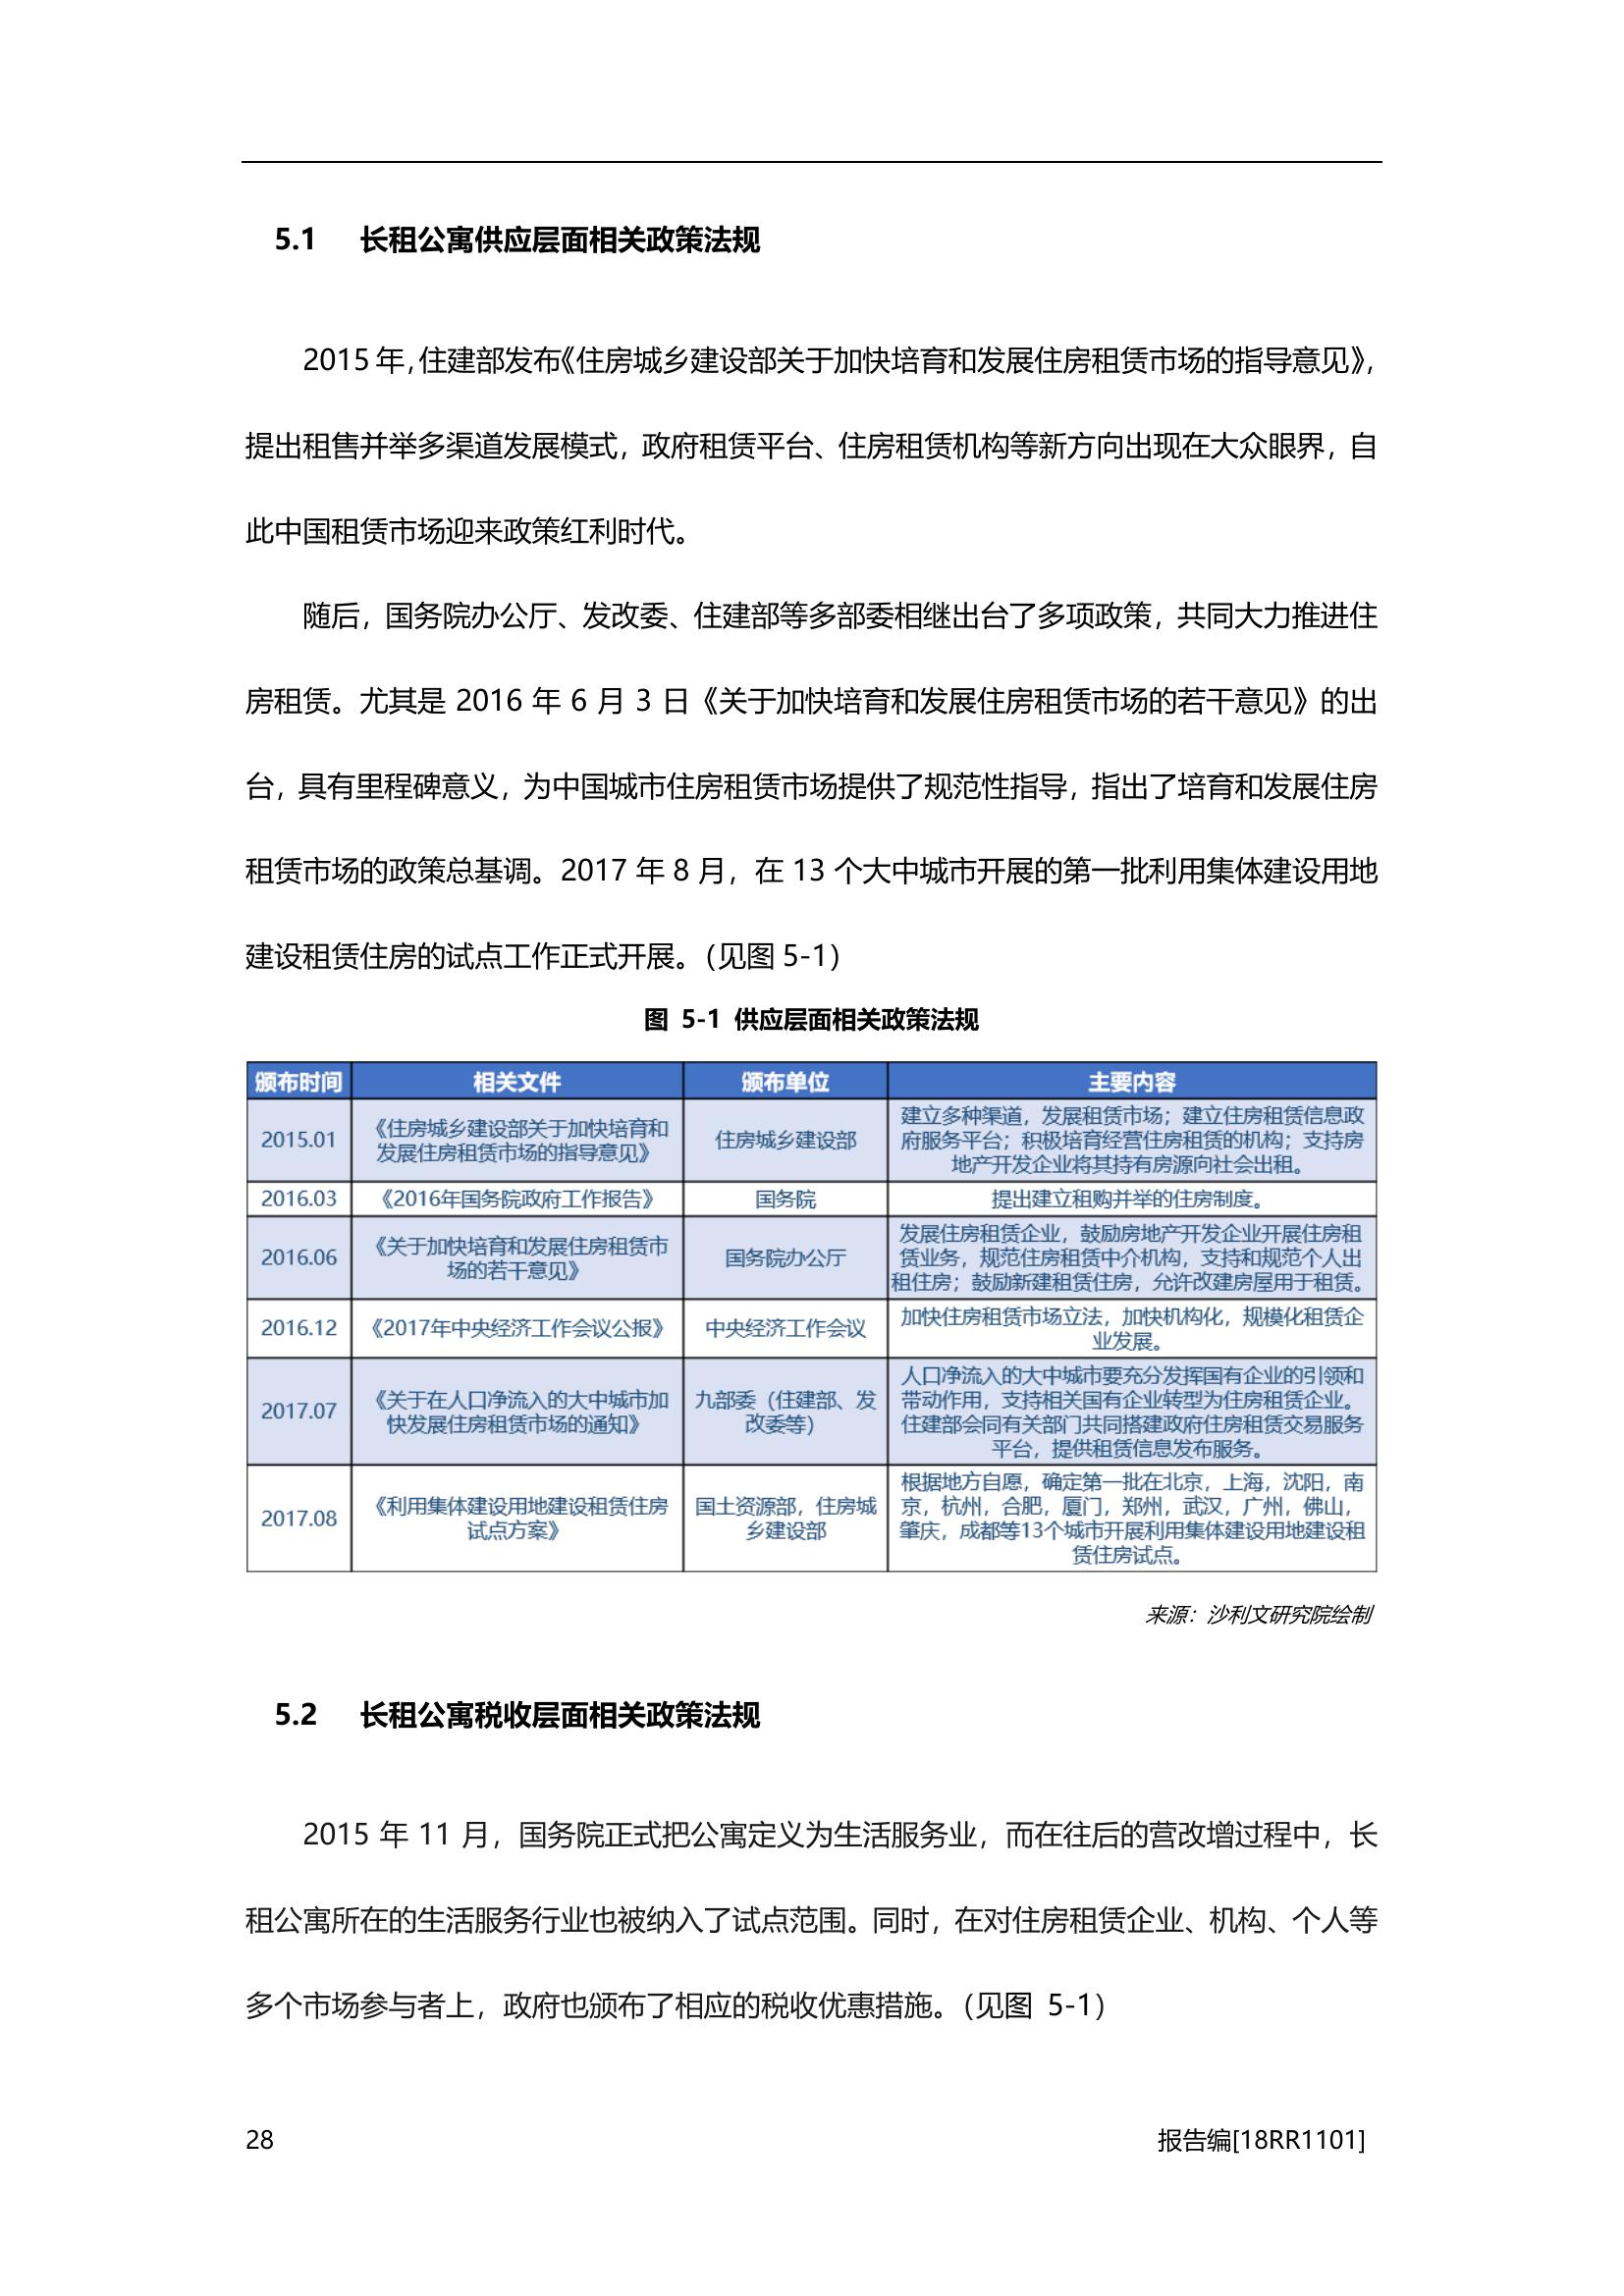 5.1 长租公寓供应层面相关政策法规
2015 年，住建部发布《住房城乡建设部关于加快培育和发展住房租赁市场的指导意见》，
提出租售并举多渠道发展模式，政府租赁平台、住房租赁机构等新方向出现在大众眼界，自
此中国租赁市场迎来政策红利时代。
随后，国务院办公厅、发改委、住建部等多部委相继出台了多项政策，共同大力推进住
房租赁。尤其是 2016 年 6 月 3 日《关于加快培育和发展住房租赁市场的若干意见》的出
台，具有里程碑意义，为中国城市住房租赁市场提供了规范性指导，指出了培育和发展住房
租赁市场的政策总基调。2017 年 8 月，在 13 个大中城市开展的第一批利用集体建设用地
建设租赁住房的试点工作正式开展。（见图 5-1）
图 5-1 供应层面相关政策法规
颁布时间 相关文件 颁布单位 主要内容
2015.01
《住房城乡建设部关于加快培育和
发展住房租赁市场的指导意见》
住房城乡建设部
建立多种渠道，发展租赁市场；建立住房租赁信息政
府服务平台；积极培育经营住房租赁的机构；支持房
地产开发企业将其持有房源向社会出租。
2016.03
《2016年国务院政府工作报告》
国务院
提出建立租购并举的住房制度。
2016.06
《关于加快培育和发展住房租赁市
场的若干意见》
国务院办公厅
发展住房租赁企业，鼓励房地产开发企业开展住房租
赁业务，规范住房租赁中介机构，支持和规范个人出
租住房；鼓励新建租赁住房，允许改建房屋用于租赁。
2016.12
《2017年中央经济工作会议公报》
中央经济工作会议
加快住房租赁市场立法，加快机构化，规模化租赁企
业发展。
2017.07
《关于在人口净流入的大中城市加
快发展住房租赁市场的通知》
九部委（住建部、发
改委等）
人口净流入的大中城市要充分发挥国有企业的引领和
带动作用，支持相关国有企业转型为住房租赁企业。
住建部会同有关部门共同搭建政府住房租赁交易服务
平台，提供租赁信息发布服务。
2017.08
《利用集体建设用地建设租赁住房
试点方案》
国土资源部，住房城
乡建设部
根据地方自愿，确定第一批在北京，上海，沈阳，南
京，杭州，合肥，厦门，郑州，武汉，广州，佛山，
肇庆，成都等13个城市开展利用集体建设用地建设租
赁住房试点。
来源：沙利文研究院绘制
5.2 长租公寓税收层面相关政策法规
2015 年 11 月，国务院正式把公寓定义为生活服务业，而在往后的营改增过程中，长
租公寓所在的生活服务行业也被纳入了试点范围。同时，在对住房租赁企业、机构、个人等
多个市场参与者上，政府也颁布了相应的税收优惠措施。（见图 5-1）
28 报告编[18RR1101]